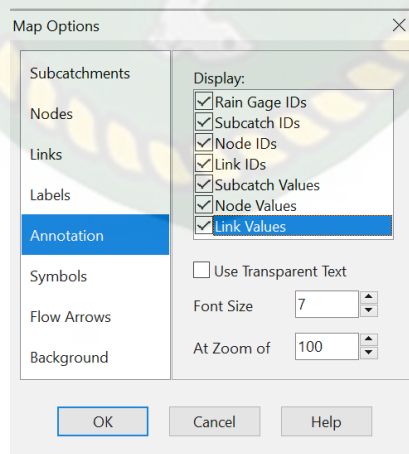 Map Options
Subcatchments
Nodes
Links
Labels
Annotation
Symbols
Flow Arrows
Background
Display:
Rain Gage IDs
Subcatch IDs
Node IDs
Link IDs
Subcatch Values
Node Values
Link Values
Use Transparent Text
Font Size 7
At Zoom of 100
OK Cancel Help